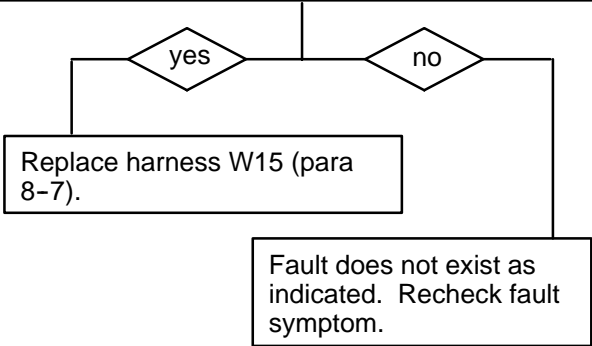 yes
no
Replace harness W15 (para
8-7).
Fault does not exist as
indicated. Recheck fault
symptom.